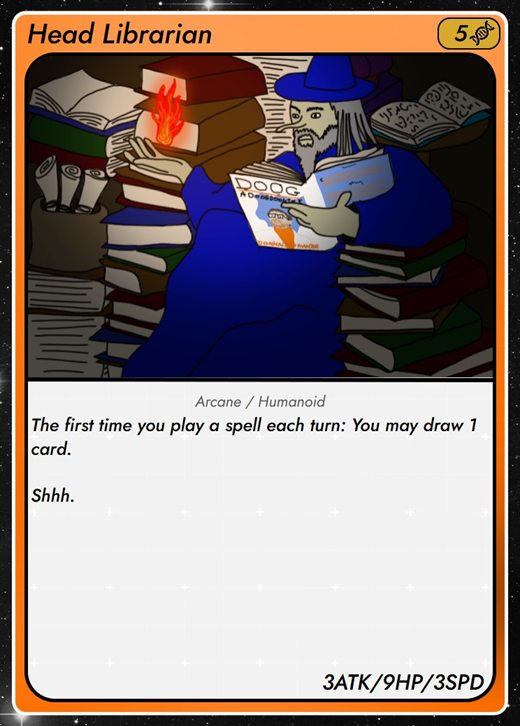 Head Librarian
5
DOOG
Arcane / Humanoid
The first time you play a spell each turn: You may draw 1
card.
Shhh.
3ATK/9HP/3SPD